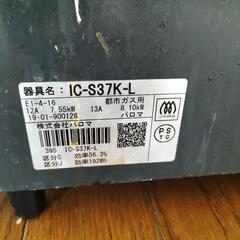 器具名: IC-S37K-L
E1-4-16 都市ガス用
12A 7.55kW 13A 8.10kW
19・01-900128 パロマ
株式会社パロマ
395 IC-S37K-L
区分C 効率56.3%
区分J 効率192Wh
JIA
PS
TG